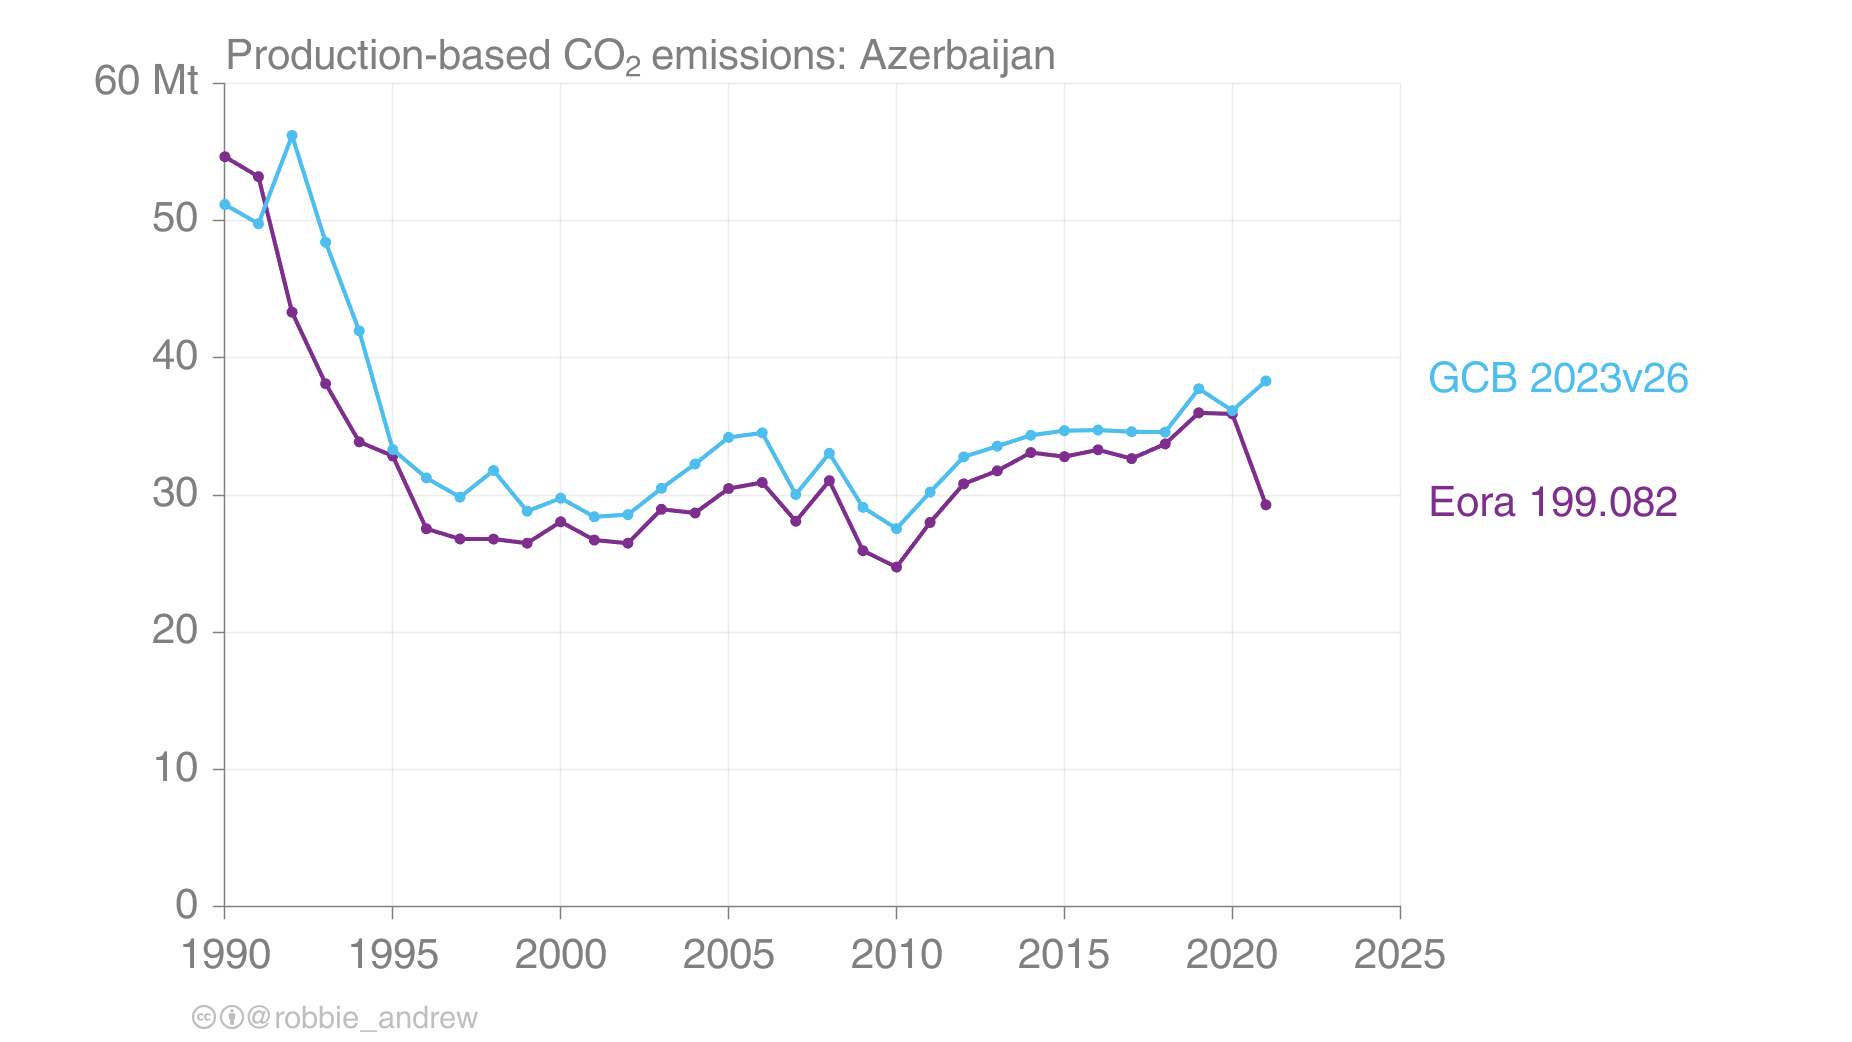 Production-based CO₂ emissions: Azerbaijan
60 Mt
50
40
30
20
10
0
1990 1995 2000 2005 2010 2015 2020 2025
GCB 2023v26
Eora 199.082
@robbie_andrew